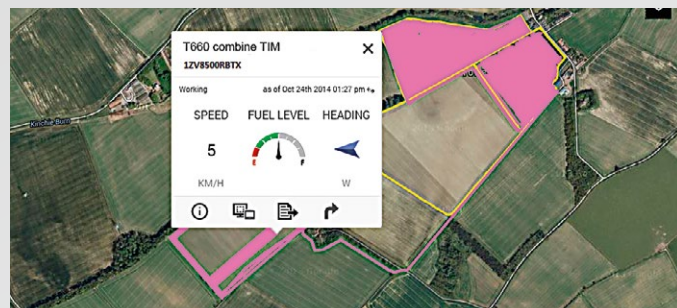 T660 combine TIM
1ZV8500RBTX
Working as of Oct 24th 2014 01:27 pm
SPEED FUEL LEVEL HEADING
5
KM/H W